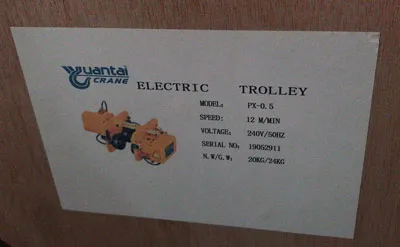 Yuantai
CRANE
ELECTRIC TROLLEY
MODEL: PX-0.5
SPEED: 12 M/MIN
VOLTAGE: 240V/50HZ
SERIAL NO: 19052911
N.W/G.W: 20KG/24KG